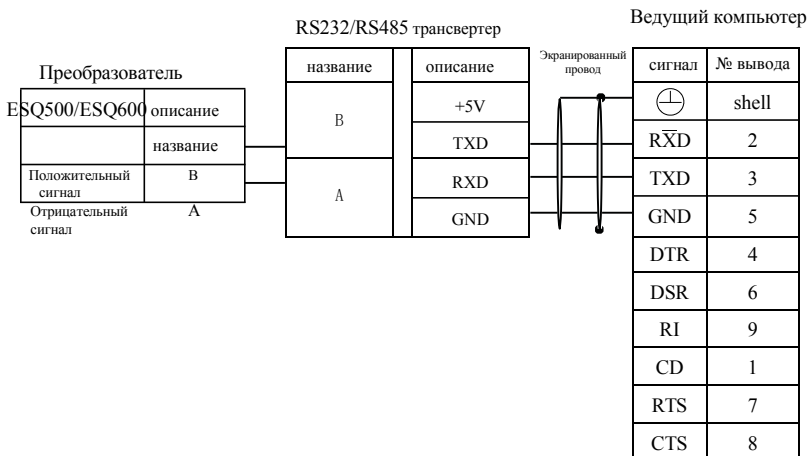 RS232/RS485 трансвертер
Ведущий компьютер
Преобразователь
ESQ500/ESQ600 описание
название
Положительный сигнал B
Отрицательный сигнал A
название описание
B
A
+5V
TXD
RXD
GND
Экранированный
провод
сигнал № вывода
shell
RXD 2
TXD 3
GND 5
DTR 4
DSR 6
RI 9
CD 1
RTS 7
CTS 8